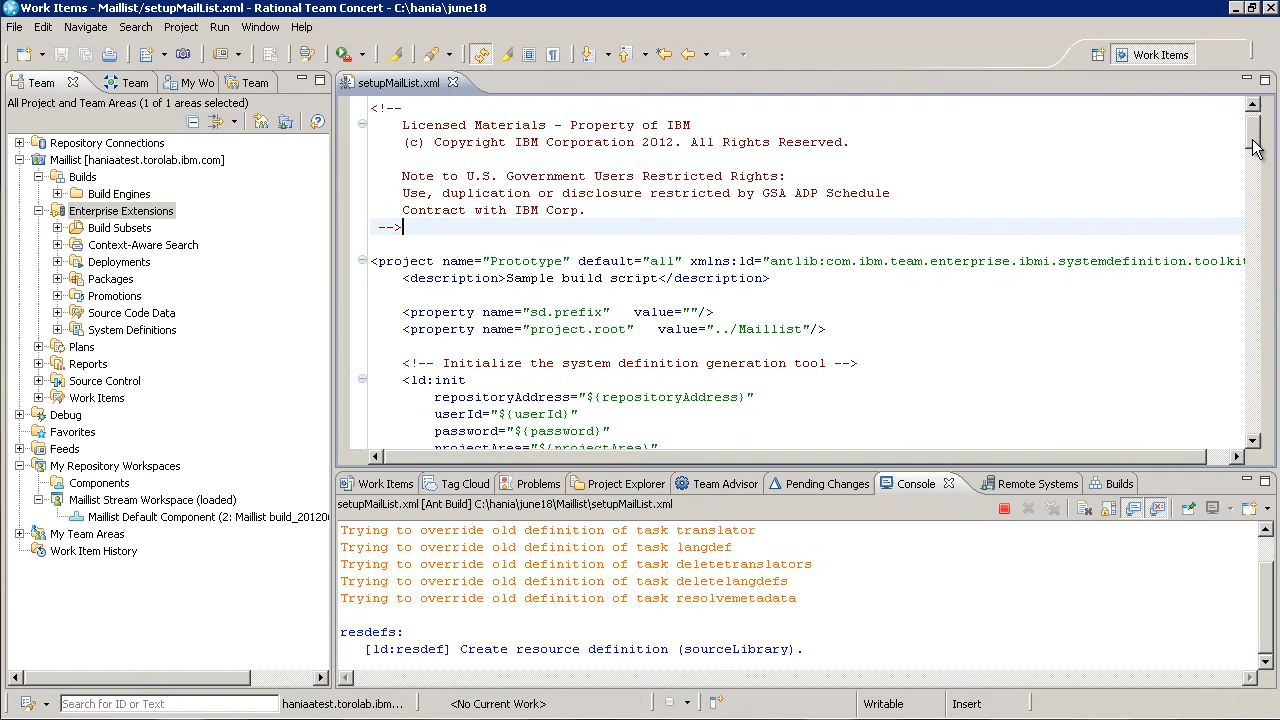 Work Items - Maillist/setupMailList.xml - Rational Team Concert - C:\hania\june18
File Edit Navigate Search Project Run Window Help
Work Items
Team Team My Wo Team
All Project and Team Areas (1 of 1 areas selected)
Repository Connections
Maillist [haniaatest.torolab.ibm.com]
Builds
Build Engines
Enterprise Extensions
Build Subsets
Context-Aware Search
Deployments
Packages
Promotions
Source Code Data
System Definitions
Plans
Reports
Source Control
Work Items
Debug
Favorites
Feeds
My Repository Workspaces
Components
Maillist Stream Workspace (loaded)
Maillist Default Component (2: Maillist build_20120
My Team Areas
Work Item History
setupMailList.xml
<!--
Licensed Materials - Property of IBM
(c) Copyright IBM Corporation 2012. All Rights Reserved.
Note to U.S. Government Users Restricted Rights:
Use, duplication or disclosure restricted by GSA ADP Schedule
Contract with IBM Corp.
-->
<project name="Prototype" default="all" xmlns:ld="antlib:com.ibm.team.enterprise.ibmi.systemdefinition.toolkit
<description>Sample build script</description>
<property name="sd.prefix" value=""/>
<property name="project.root" value="../Maillist"/>
<!-- Initialize the system definition generation tool -->
<ld:init
repositoryAddress="${repositoryAddress}"
userId="${userId}"
password="${password}"
projectArea="${projectArea}"
Work Items Tag Cloud Problems Project Explorer Team Advisor Pending Changes Console Remote Systems Builds
setupMailList.xml [Ant Build] C:\hania\june18\Maillist\setupMailList.xml
Trying to override old definition of task translator
Trying to override old definition of task langdef
Trying to override old definition of task deletetranslators
Trying to override old definition of task deletelangdefs
Trying to override old definition of task resolvemetadata
resdefs:
[ld:resdef] Create resource definition (sourceLibrary).
Search for ID or Text haniaatest.torolab.ibm... <No Current Work> Writable Insert